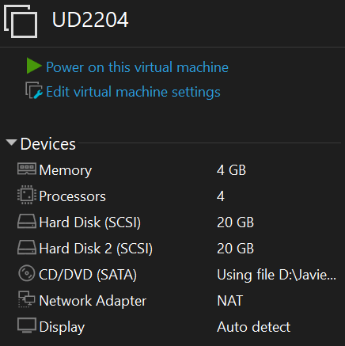 UD2204
Power on this virtual machine
Edit virtual machine settings
Devices
Memory 4 GB
Processors 4
Hard Disk (SCSI) 20 GB
Hard Disk 2 (SCSI) 20 GB
CD/DVD (SATA) Using file D:\Javie...
Network Adapter NAT
Display Auto detect